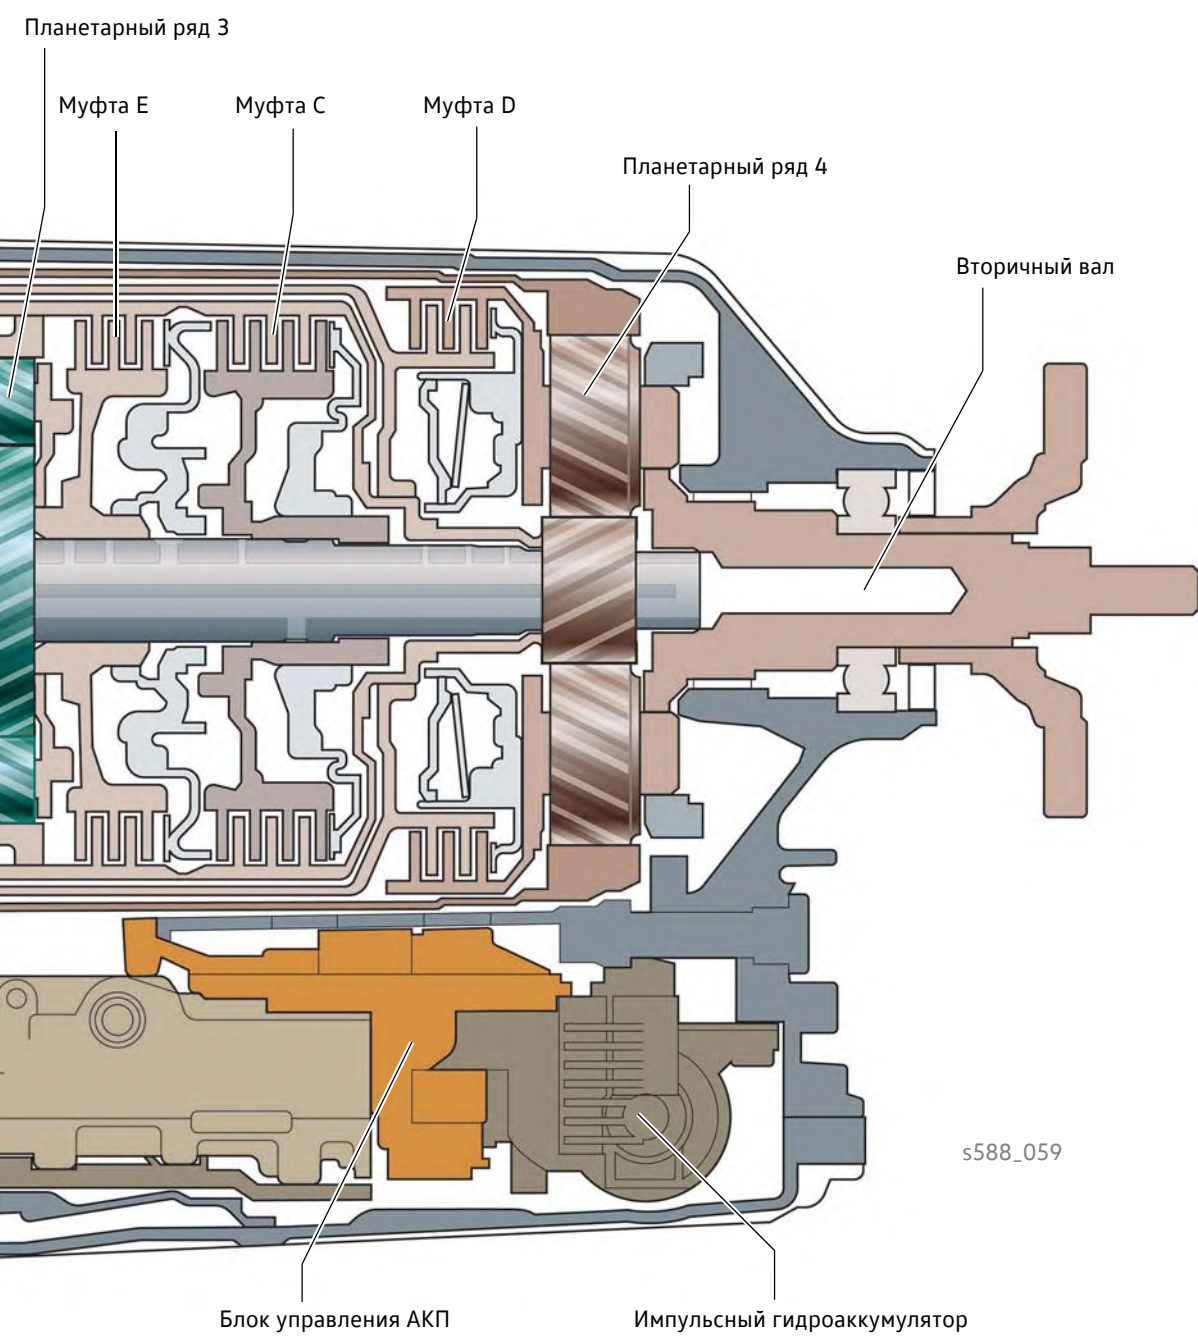 Планетарный ряд 3
Муфта E
Муфта C
Муфта D
Планетарный ряд 4
Вторичный вал
s588_059
Блок управления АКП
Импульсный гидроаккумулятор